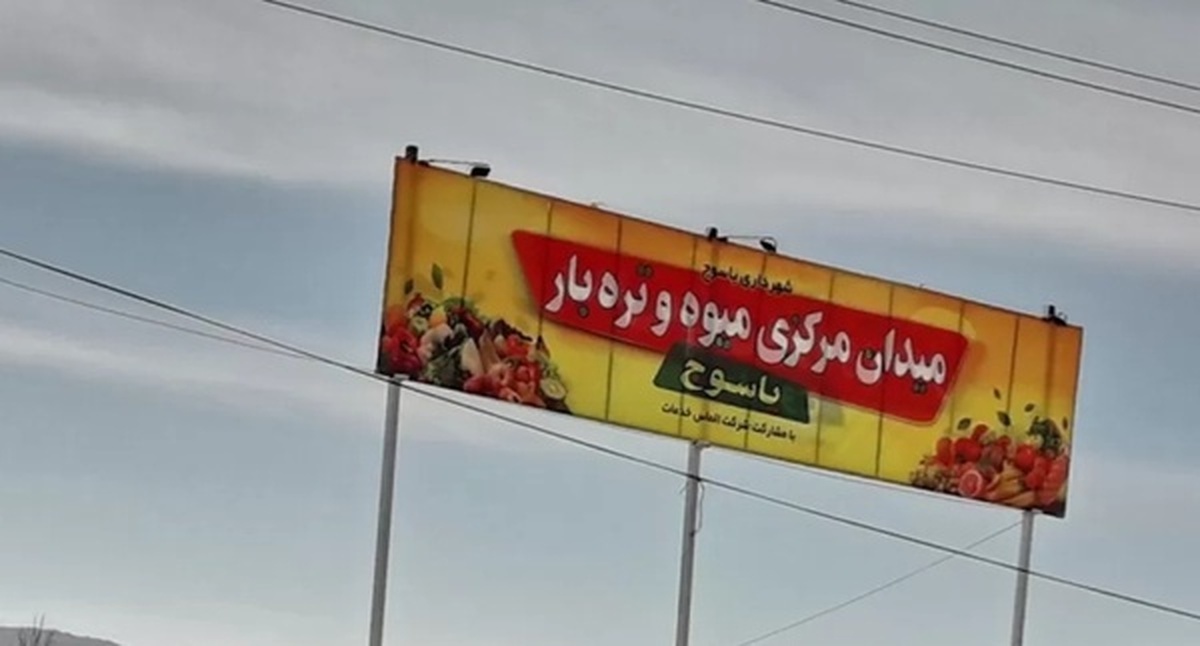 شهرداری یاسوج
میدان مرکزی میوه و تره بار
یاسوج
با مشارکت شرکت الماس خدمات